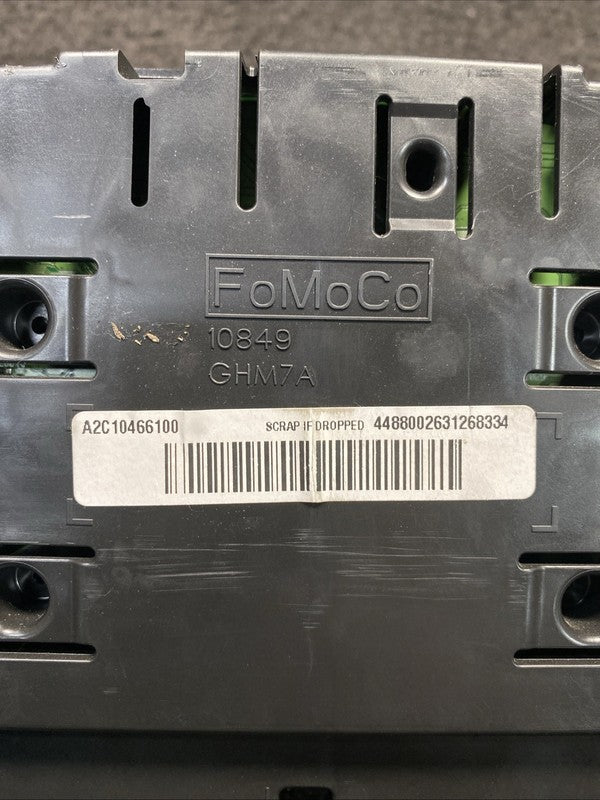 FoMoCo
10849
GHM7A
A2C10466100 SCRAP IF DROPPED 4488002631268334